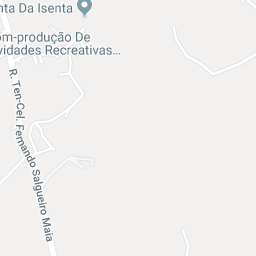 nta Da Isenta
om-produção De
vidades Recreativas...
R. Ten-Cel. Fernando Salgueiro Maia